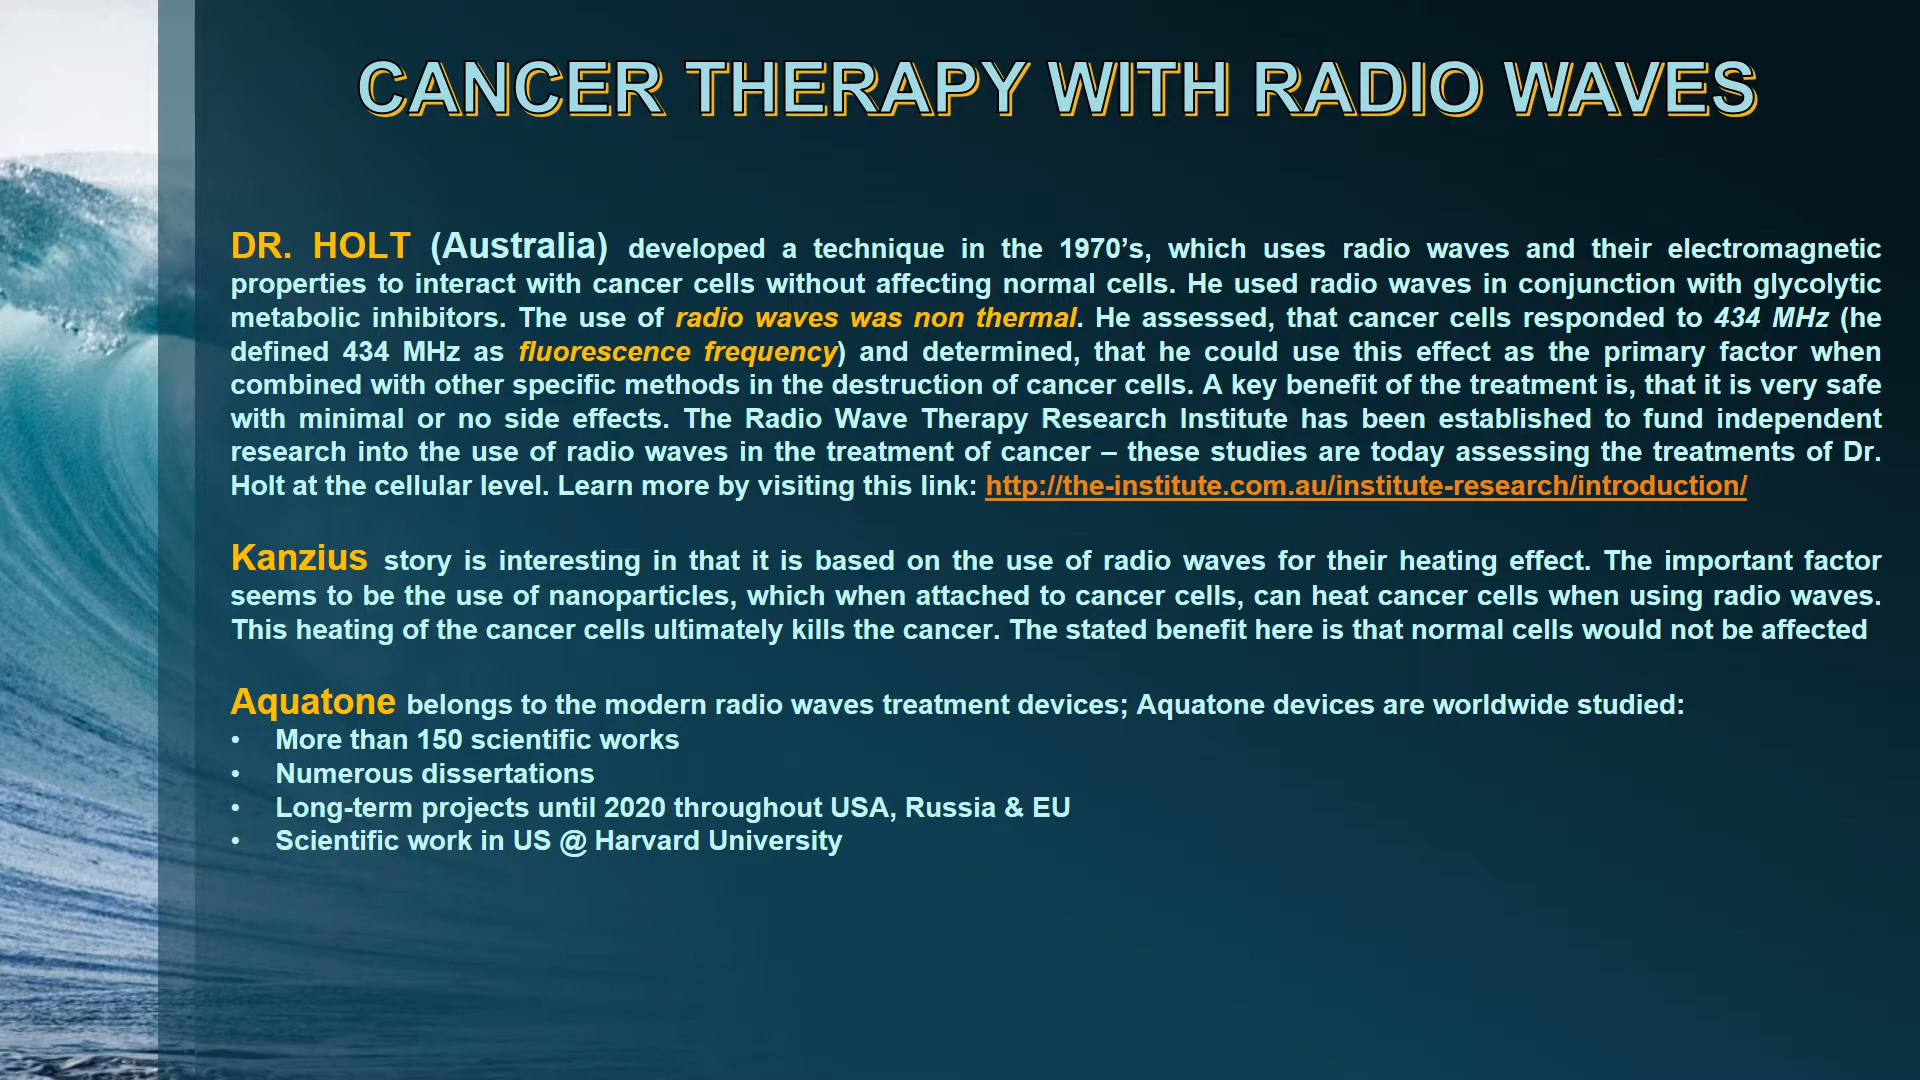 CANCER THERAPY WITH RADIO WAVES
DR. HOLT (Australia) developed a technique in the 1970’s, which uses radio waves and their electromagnetic
properties to interact with cancer cells without affecting normal cells. He used radio waves in conjunction with glycolytic
metabolic inhibitors. The use of radio waves was non thermal. He assessed, that cancer cells responded to 434 MHz (he
defined 434 MHz as fluorescence frequency) and determined, that he could use this effect as the primary factor when
combined with other specific methods in the destruction of cancer cells. A key benefit of the treatment is, that it is very safe
with minimal or no side effects. The Radio Wave Therapy Research Institute has been established to fund independent
research into the use of radio waves in the treatment of cancer – these studies are today assessing the treatments of Dr.
Holt at the cellular level. Learn more by visiting this link: http://the-institute.com.au/institute-research/introduction/
Kanzius story is interesting in that it is based on the use of radio waves for their heating effect. The important factor
seems to be the use of nanoparticles, which when attached to cancer cells, can heat cancer cells when using radio waves.
This heating of the cancer cells ultimately kills the cancer. The stated benefit here is that normal cells would not be affected
Aquatone belongs to the modern radio waves treatment devices; Aquatone devices are worldwide studied:
• More than 150 scientific works
• Numerous dissertations
• Long-term projects until 2020 throughout USA, Russia & EU
• Scientific work in US @ Harvard University